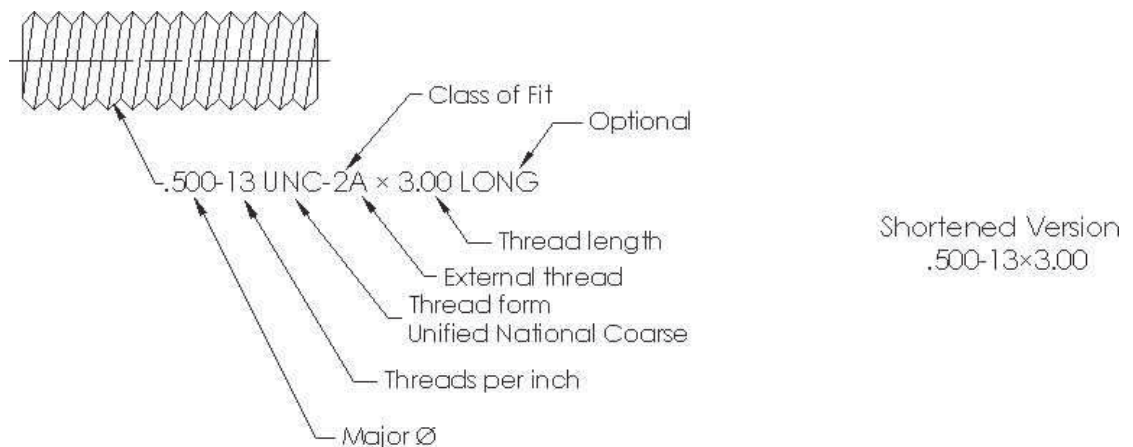 Class of Fit
Optional
.500-13 UNC-2A × 3.00 LONG
Thread length
External thread
Thread form
Unified National Coarse
Threads per inch
Major Ø
Shortened Version
.500-13×3.00